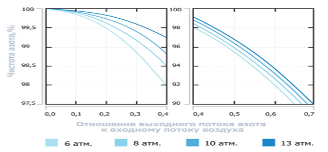 Чистота азота,%
100
99,5
99
98,5
98
97,5
0,0 0,1 0,2 0,3 0,4
100
98
96
94
92
90
0,4 0,5 0,6 0,7
Отношение выходного потока азота
к входному потоку воздуха
6 атм. 8 атм. 10 атм. 13 атм.